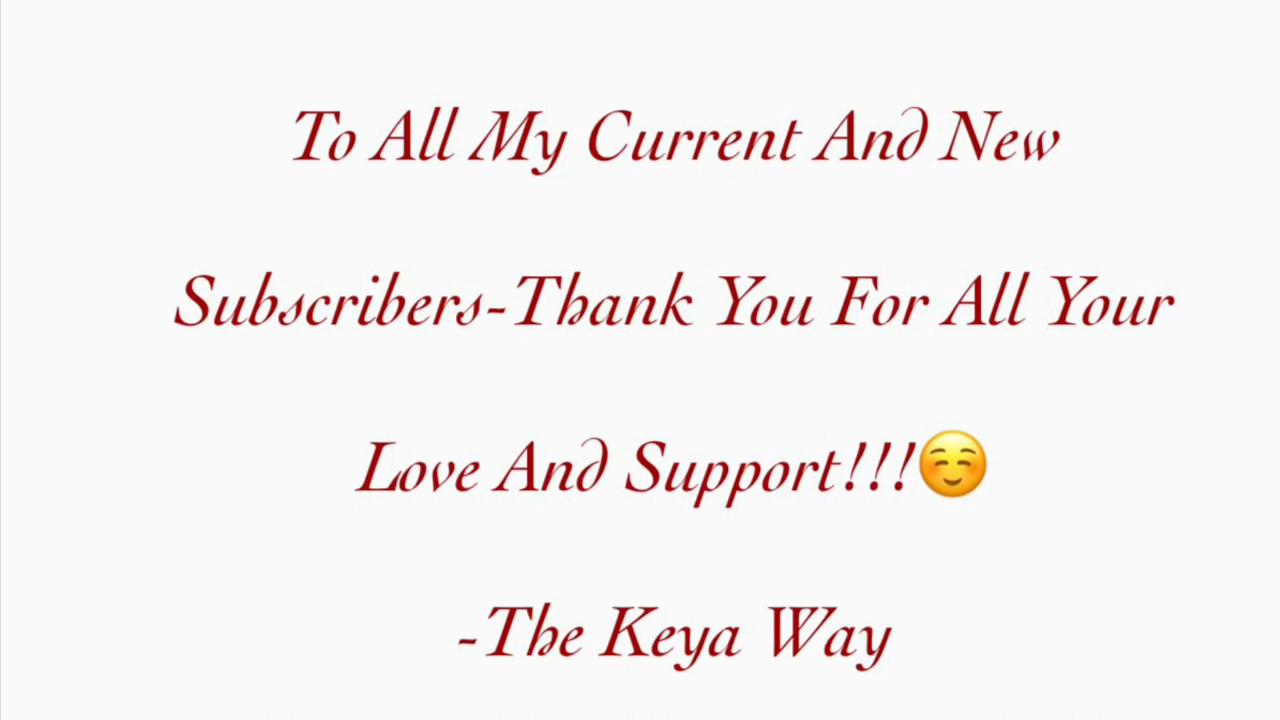 To All My Current And New
Subscribers-Thank You For All Your
Love And Support!!!☺️
-The Keya Way